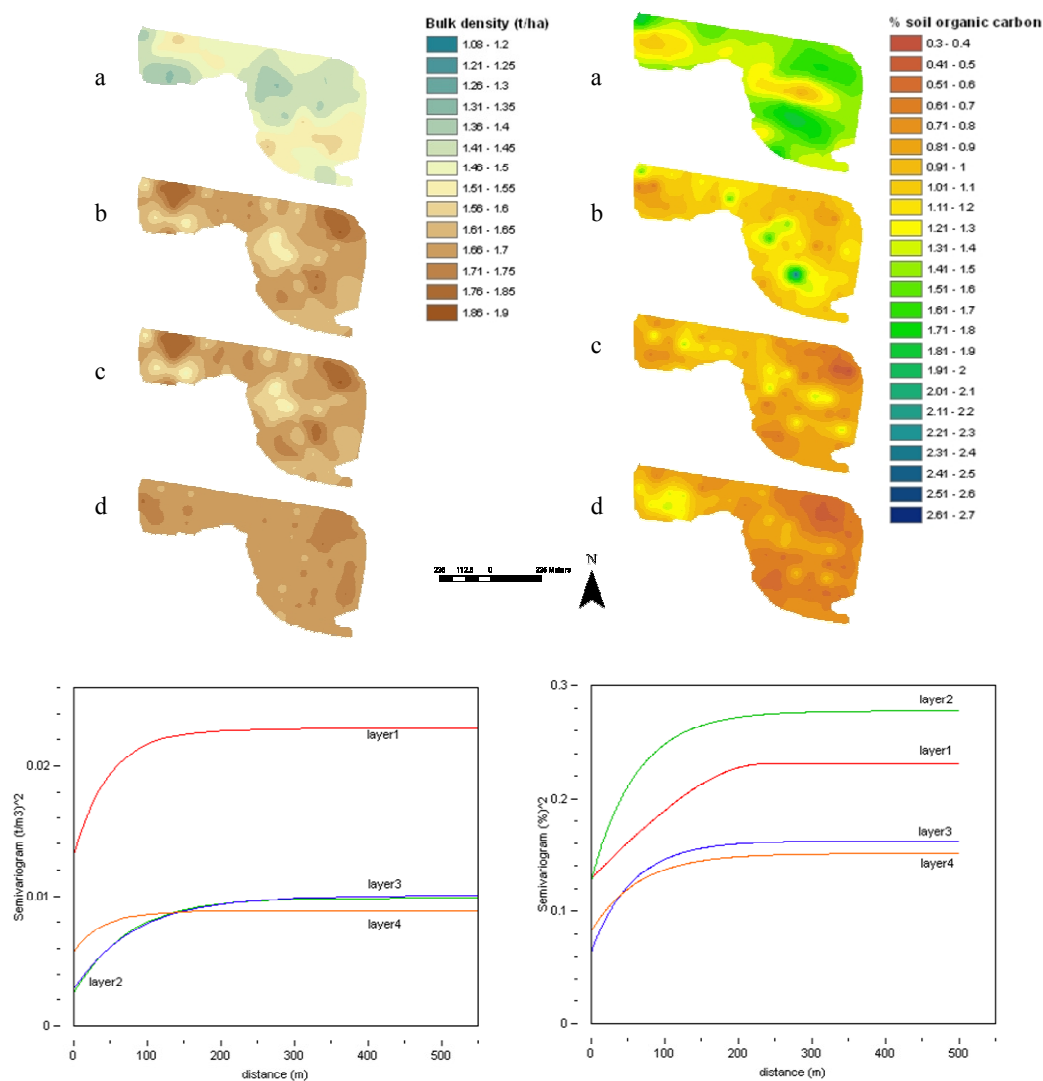 Bulk density (t/ha)
1.08 - 1.2
1.21 - 1.25
1.26 - 1.3
1.31 - 1.35
1.36 - 1.4
1.41 - 1.45
1.46 - 1.5
1.51 - 1.55
1.56 - 1.6
1.61 - 1.65
1.66 - 1.7
1.71 - 1.75
1.76 - 1.85
1.86 - 1.9
a
b
c
d
% soil organic carbon
0.3 - 0.4
0.41 - 0.5
0.51 - 0.6
0.61 - 0.7
0.71 - 0.8
0.81 - 0.9
0.91 - 1
1.01 - 1.1
1.11 - 1.2
1.21 - 1.3
1.31 - 1.4
1.41 - 1.5
1.51 - 1.6
1.61 - 1.7
1.71 - 1.8
1.81 - 1.9
1.91 - 2
2.01 - 2.1
2.11 - 2.2
2.21 - 2.3
2.31 - 2.4
2.41 - 2.5
2.51 - 2.6
2.61 - 2.7
a
b
c
d
112.5 0 Meters
N
Semivariogram (t/m3)^2
0.02
0.01
0
layer1
layer3
layer4
layer2
0 100 200 300 400 500
distance (m)
Semivariogram (%)^2
0.3
0.2
0.1
0
layer2
layer1
layer3
layer4
0 100 200 300 400 500
distance (m)